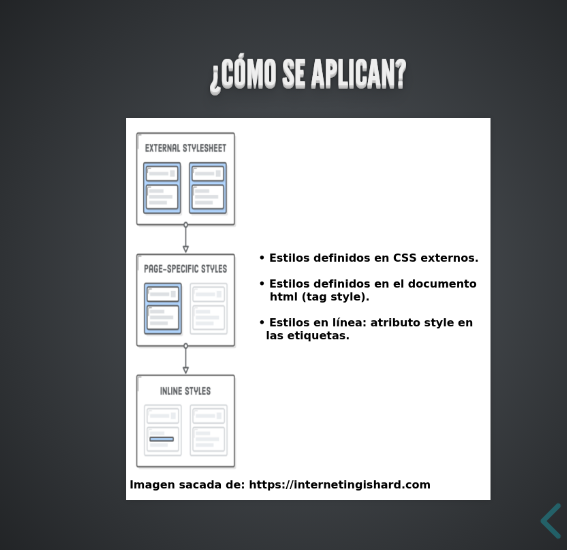 ¿CÓMO SE APLICAN?
EXTERNAL STYLESHEET
PAGE-SPECIFIC STYLES
• Estilos definidos en CSS externos.
• Estilos definidos en el documento
html (tag style).
• Estilos en línea: atributo style en
las etiquetas.
INLINE STYLES
Imagen sacada de: https://internetingishard.com